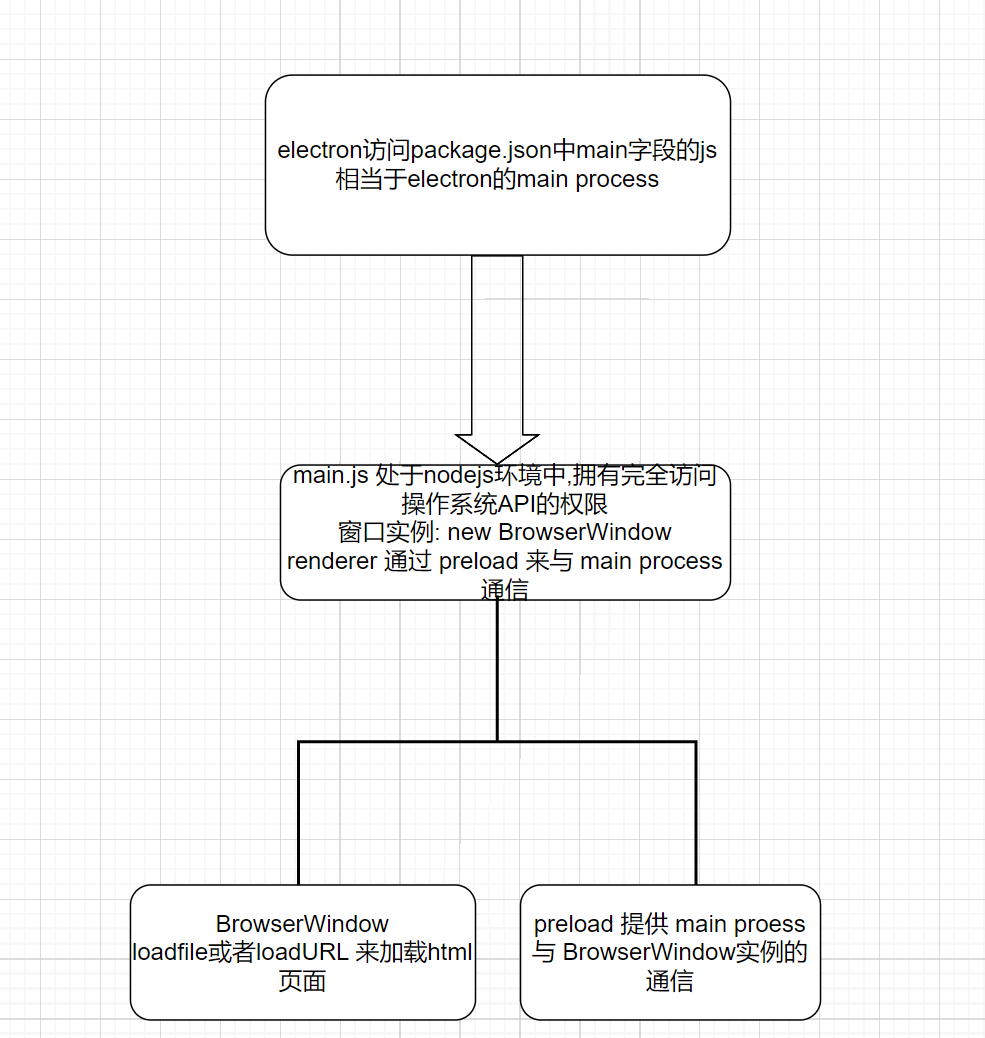 electron访问package.json中main字段的js
相当于electron的main process
main.js 处于nodejs环境中,拥有完全访问
操作系统API的权限
窗口实例: new BrowserWindow
renderer 通过 preload 来与 main process
通信
BrowserWindow
loadfile或者loadURL 来加载html
页面
preload 提供 main proess
与 BrowserWindow实例的
通信